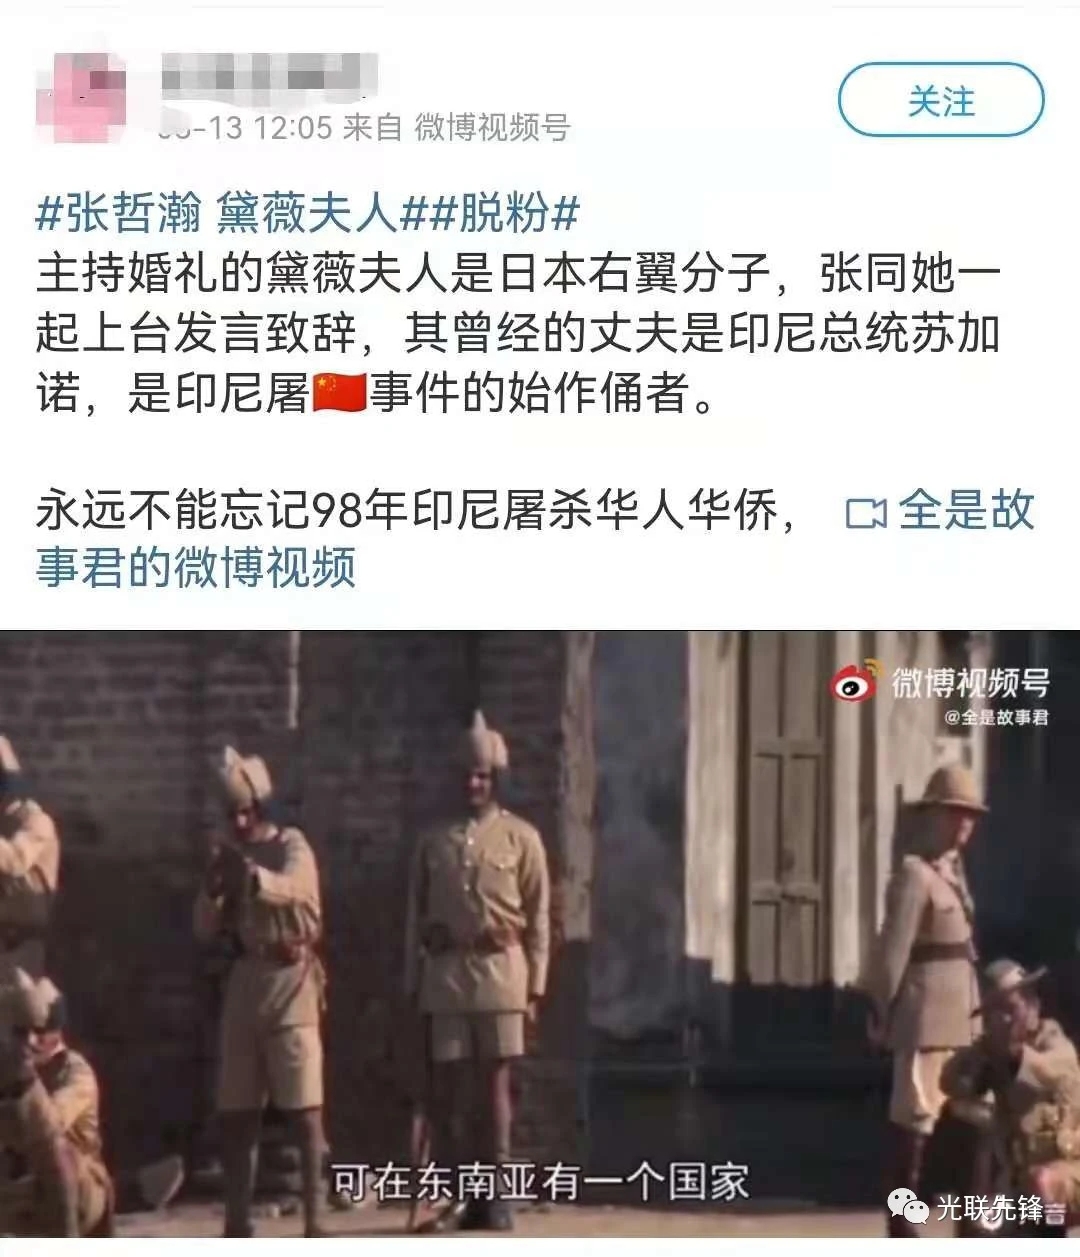 -13 12:05 来自 微博视频号
关注
#张哲瀚 黛薇夫人##脱粉#
主持婚礼的黛薇夫人是日本右翼分子，张同她一
起上台发言致辞，其曾经的丈夫是印尼总统苏加
诺，是印尼屠🇨🇳事件的始作俑者。
永远不能忘记98年印尼屠杀华人华侨， 全是故
事君的微博视频
微博视频号
@全是故事君
可在东南亚有一个国家
光联先锋